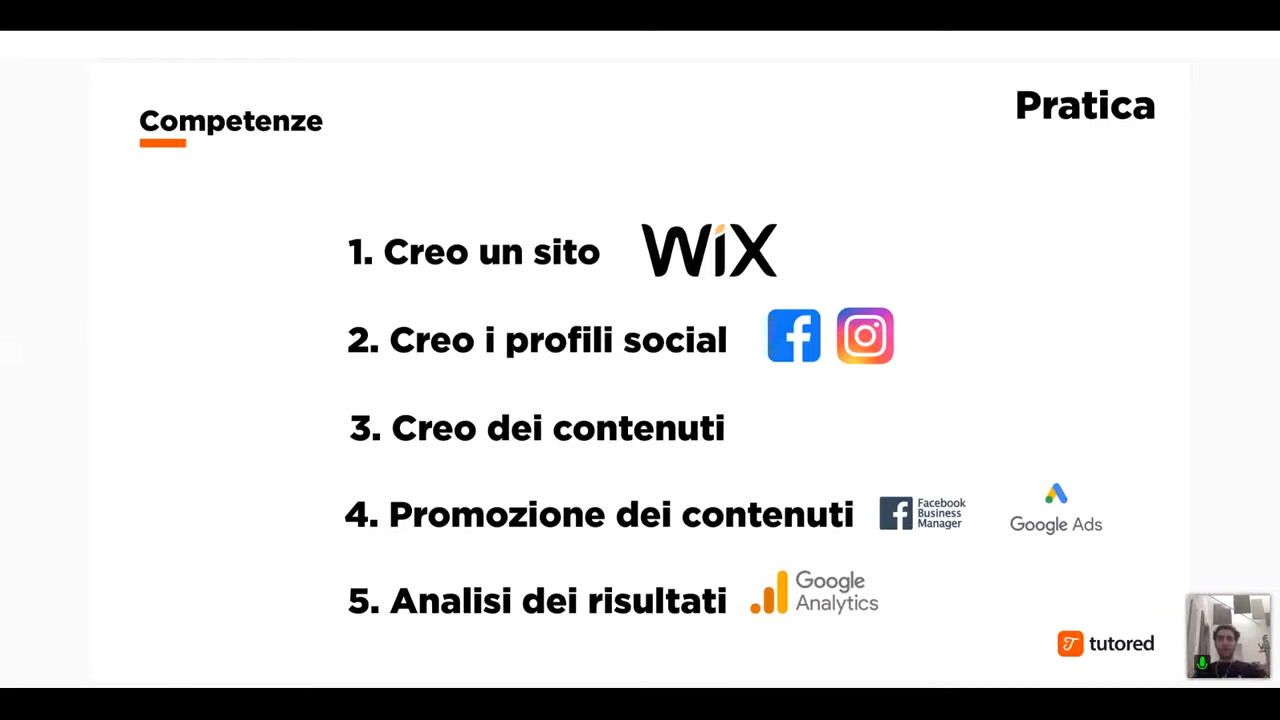 Competenze
Pratica
1. Creo un sito WiX
2. Creo i profili social
3. Creo dei contenuti
4. Promozione dei contenuti Facebook Business Manager Google Ads
5. Analisi dei risultati Google Analytics
tutored